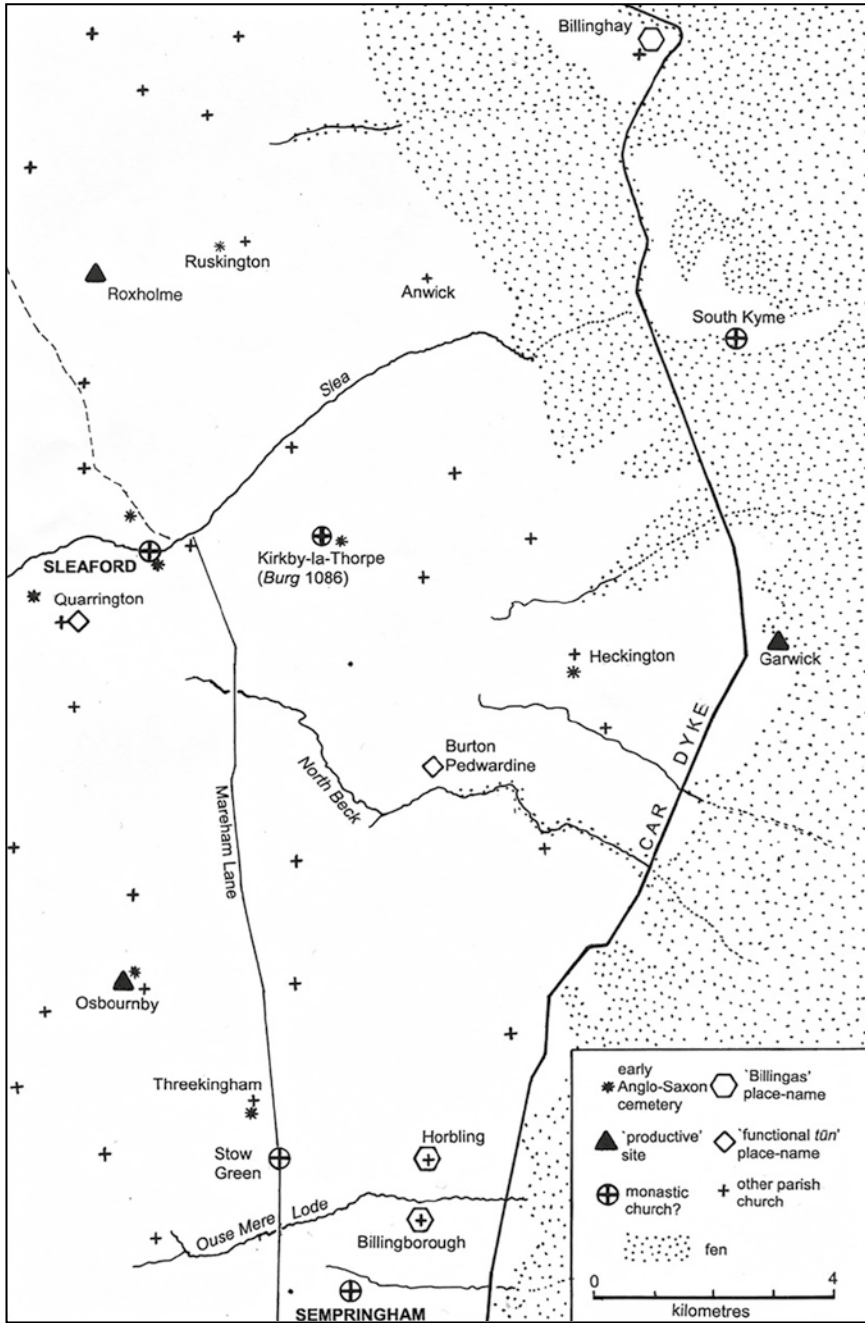 Billinghay
Ruskington
Roxholme
Anwick
South Kyme
Slea
Kirkby-la-Thorpe
(Burg 1086)
SLEAFORD
Quarrington
Heckington
Garwick
CAR DYKE
Burton
Pedwardine
North Beck
Mareham Lane
Osbournby
Threekingham
Stow
Green
Horbling
Ouse Mere Lode
Billingborough
SEMPRINGHAM
early
Anglo-Saxon
cemetery
'Billingas'
place-name
'productive'
site
'functional tūn'
place-name
monastic
church?
other parish
church
fen
0 4
kilometres